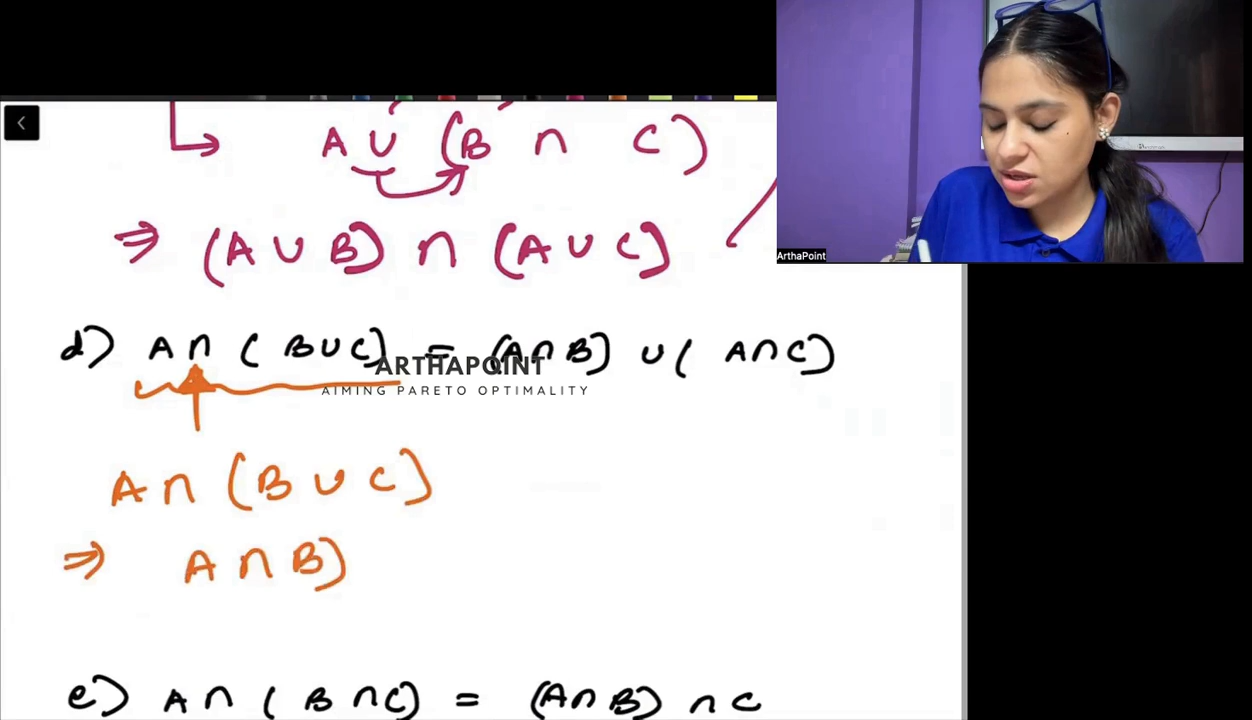 A ∪ (B ∩ C)
⇒ (A ∪ B) ∩ (A ∪ C)
ArthaPoint
d) A ∩ ( B ∪ C) = (A ∩ B) ∪ ( A ∩ C)
ARTHAPOINT
AIMING PARETO OPTIMALITY
A ∩ (B ∪ C)
⇒ A ∩ B)
e) A ∩ ( B ∩ C) = (A ∩ B) ∩ C